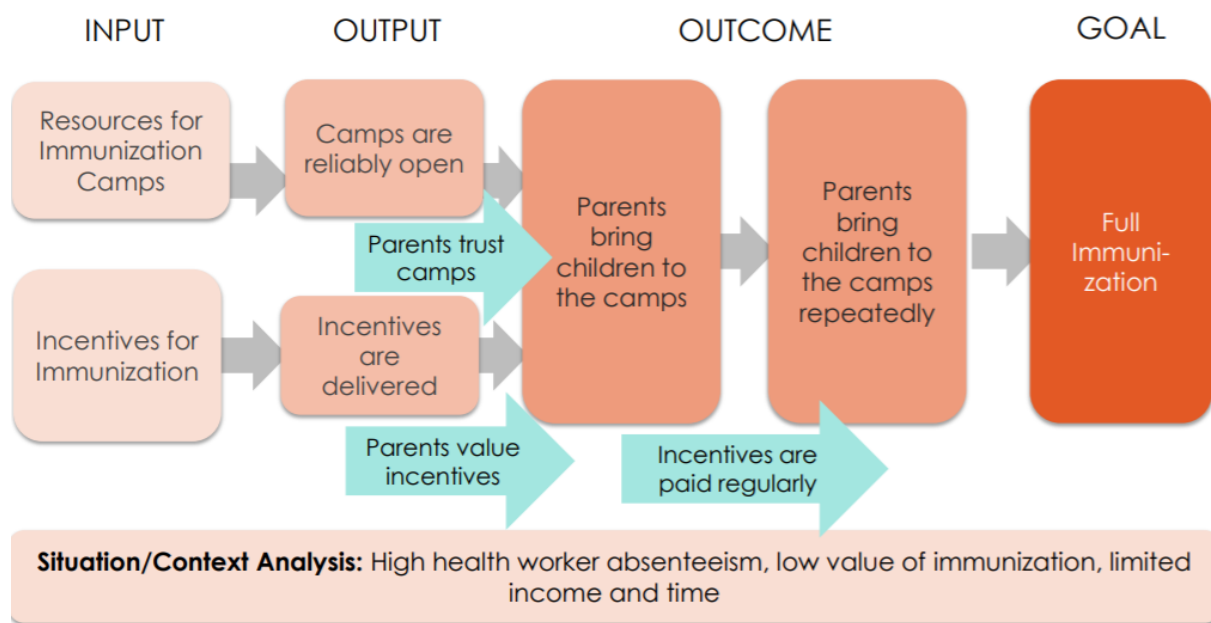 INPUT
OUTPUT
OUTCOME
GOAL
Resources for
Immunization
Camps
Camps are
reliably open
Parents trust
camps
Incentives for
Immunization
Incentives
are
delivered
Parents value
incentives
Parents
bring
children to
the camps
Parents
bring
children to
the camps
repeatedly
Incentives are
paid regularly
Full
Immuni-
zation
Situation/Context Analysis: High health worker absenteeism, low value of immunization, limited
income and time